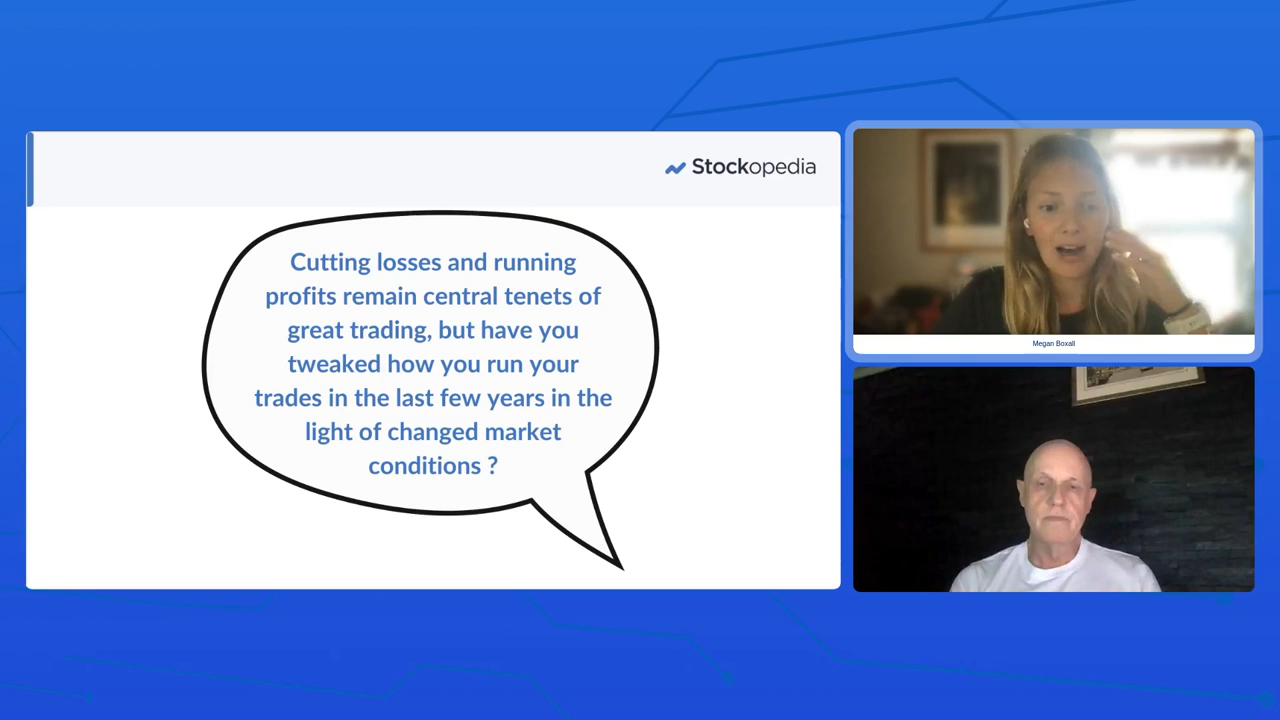 Stockopedia
Cutting losses and running
profits remain central tenets of
great trading, but have you
tweaked how you run your
trades in the last few years in the
light of changed market
conditions ?
Megan Boxall